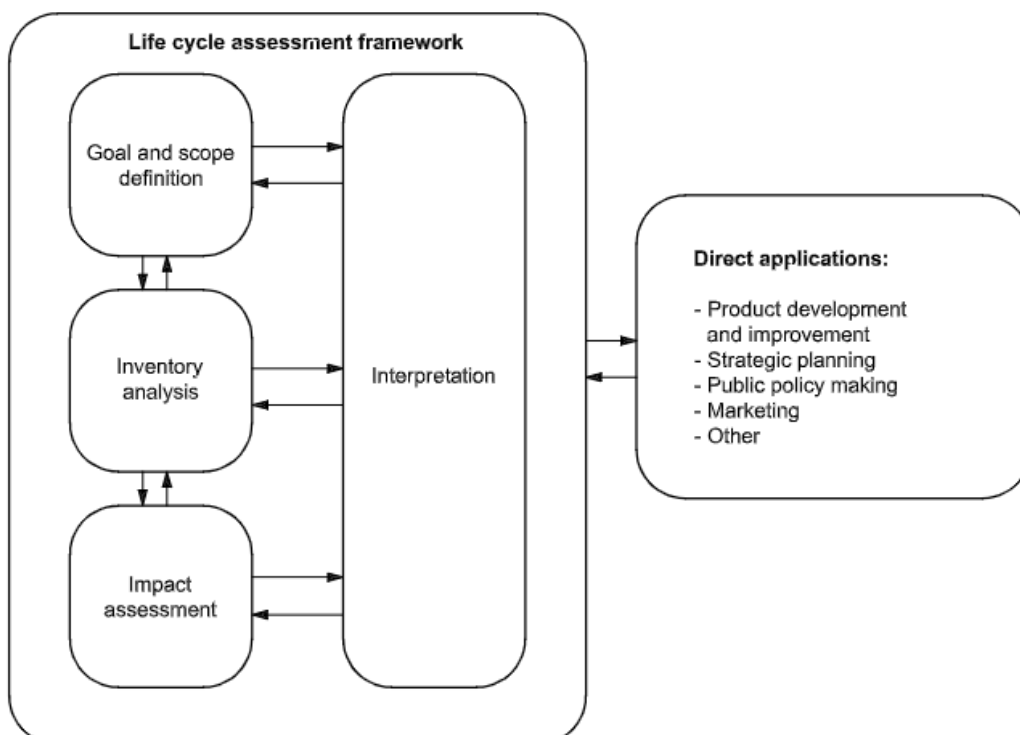 Life cycle assessment framework
Goal and scope
definition
Inventory
analysis
Impact
assessment
Interpretation
Direct applications:
- Product development
and improvement
- Strategic planning
- Public policy making
- Marketing
- Other